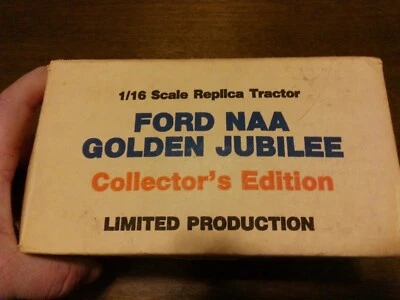 1/16 Scale Replica Tractor
FORD NAA
GOLDEN JUBILEE
Collector's Edition
LIMITED PRODUCTION